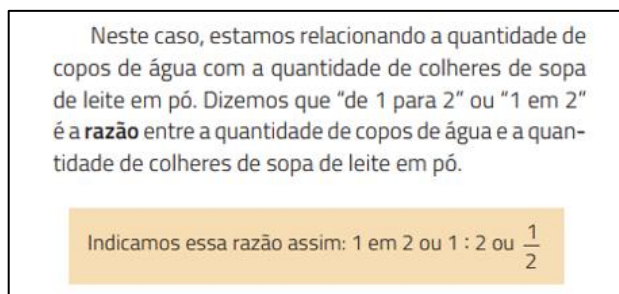 Neste caso, estamos relacionando a quantidade de
copos de água com a quantidade de colheres de sopa
de leite em pó. Dizemos que “de 1 para 2” ou “1 em 2”
é a razão entre a quantidade de copos de água e a quan-
tidade de colheres de sopa de leite em pó.
Indicamos essa razão assim: 1 em 2 ou 1 : 2 ou 1/2